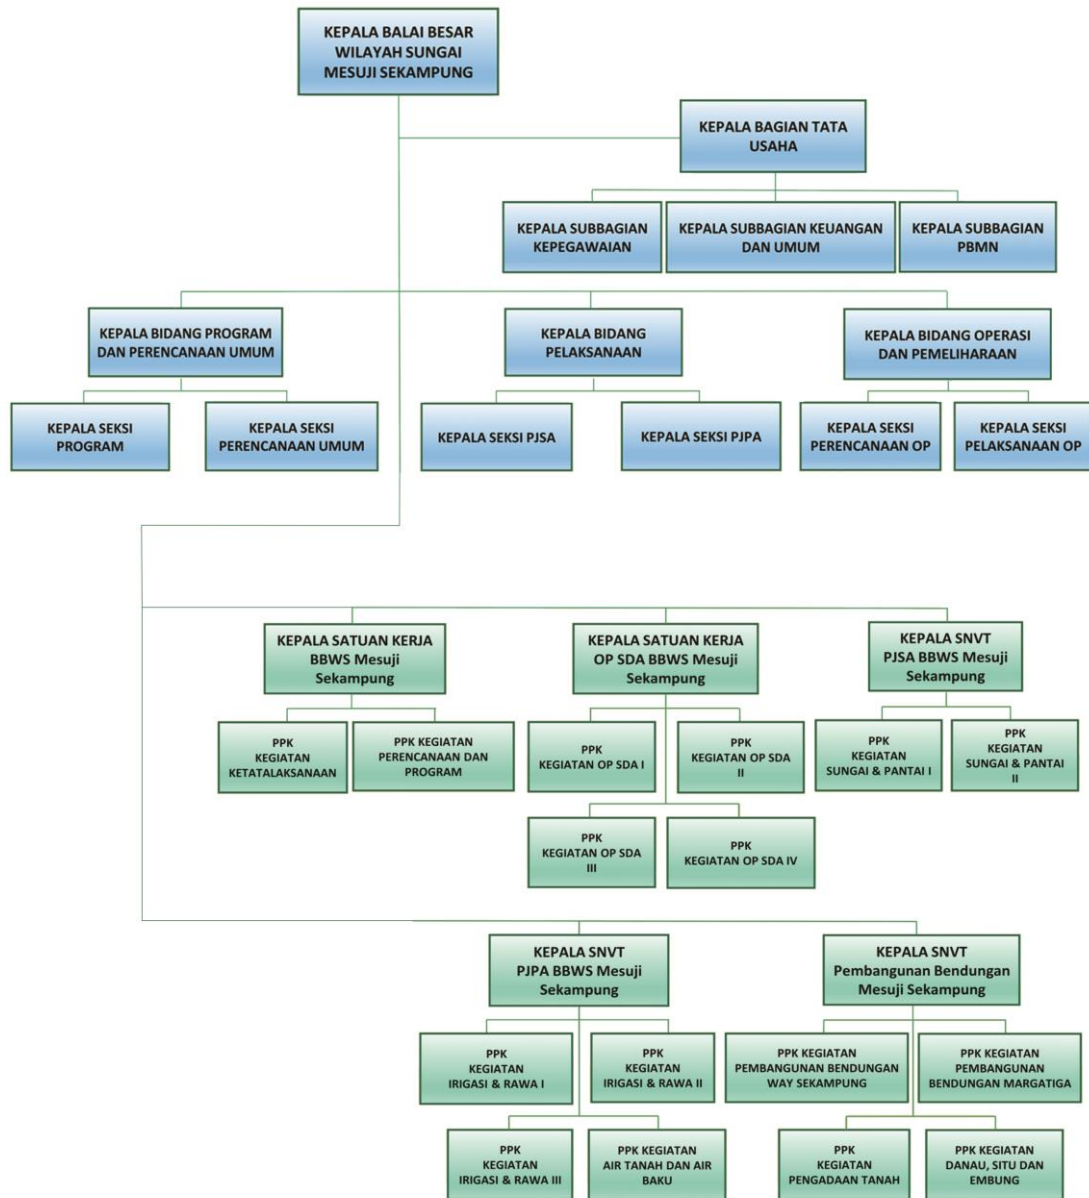 KEPALA BALAI BESAR
WILAYAH SUNGAI
MESUJI SEKAMPUNG
KEPALA BAGIAN TATA
USAHA
KEPALA SUBBAGIAN
KEPEGAWAIAN
KEPALA SUBBAGIAN KEUANGAN
DAN UMUM
KEPALA SUBBAGIAN
PBMN
KEPALA BIDANG PROGRAM
DAN PERENCANAAN UMUM
KEPALA BIDANG
PELAKSANAAN
KEPALA BIDANG OPERASI
DAN PEMELIHARAAN
KEPALA SEKSI
PROGRAM
KEPALA SEKSI
PERENCANAAN UMUM
KEPALA SEKSI PJSA
KEPALA SEKSI PJPA
KEPALA SEKSI
PERENCANAAN OP
KEPALA SEKSI
PELAKSANAAN OP
KEPALA SATUAN KERJA
BBWS Mesuji
Sekampung
KEPALA SATUAN KERJA
OP SDA BBWS Mesuji
Sekampung
KEPALA SNVT
PJSA BBWS Mesuji
Sekampung
PPK
KEGIATAN
KETATALAKSANAAN
PPK KEGIATAN
PERENCANAAN DAN
PROGRAM
PPK
KEGIATAN OP SDA I
PPK
KEGIATAN OP SDA
II
PPK
KEGIATAN
SUNGAI & PANTAI I
PPK
KEGIATAN
SUNGAI & PANTAI
II
PPK
KEGIATAN OP SDA
III
PPK
KEGIATAN OP SDA IV
KEPALA SNVT
PJPA BBWS Mesuji
Sekampung
KEPALA SNVT
Pembangunan Bendungan
Mesuji Sekampung
PPK
KEGIATAN
IRIGASI & RAWA I
PPK
KEGIATAN
IRIGASI & RAWA II
PPK KEGIATAN
PEMBANGUNAN BENDUNGAN
WAY SEKAMPUNG
PPK KEGIATAN
PEMBANGUNAN
BENDUNGAN MARGATIGA
PPK
KEGIATAN
IRIGASI & RAWA III
PPK KEGIATAN
AIR TANAH DAN AIR
BAKU
PPK
KEGIATAN
PENGADAAN TANAH
PPK KEGIATAN
DANAU, SITU DAN
EMBUNG